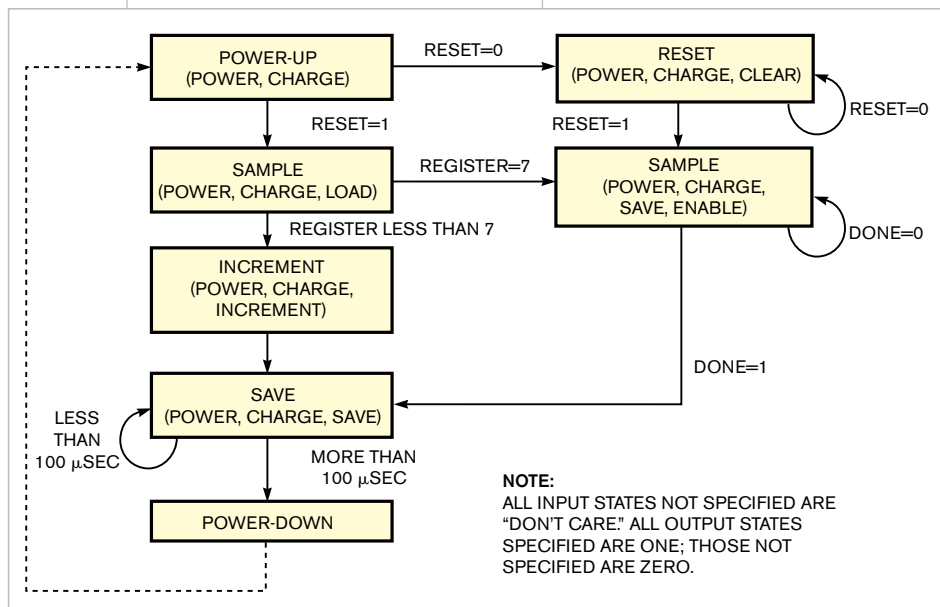 POWER-UP
(POWER, CHARGE)
RESET=0
RESET
(POWER, CHARGE, CLEAR)
RESET=0
RESET=1
RESET=1
SAMPLE
(POWER, CHARGE, LOAD)
REGISTER=7
SAMPLE
(POWER, CHARGE,
SAVE, ENABLE)
DONE=0
REGISTER LESS THAN 7
INCREMENT
(POWER, CHARGE,
INCREMENT)
DONE=1
SAVE
(POWER, CHARGE, SAVE)
LESS
THAN
100 μSEC
MORE THAN
100 μSEC
POWER-DOWN
NOTE:
ALL INPUT STATES NOT SPECIFIED ARE
“DON’T CARE.” ALL OUTPUT STATES
SPECIFIED ARE ONE; THOSE NOT
SPECIFIED ARE ZERO.